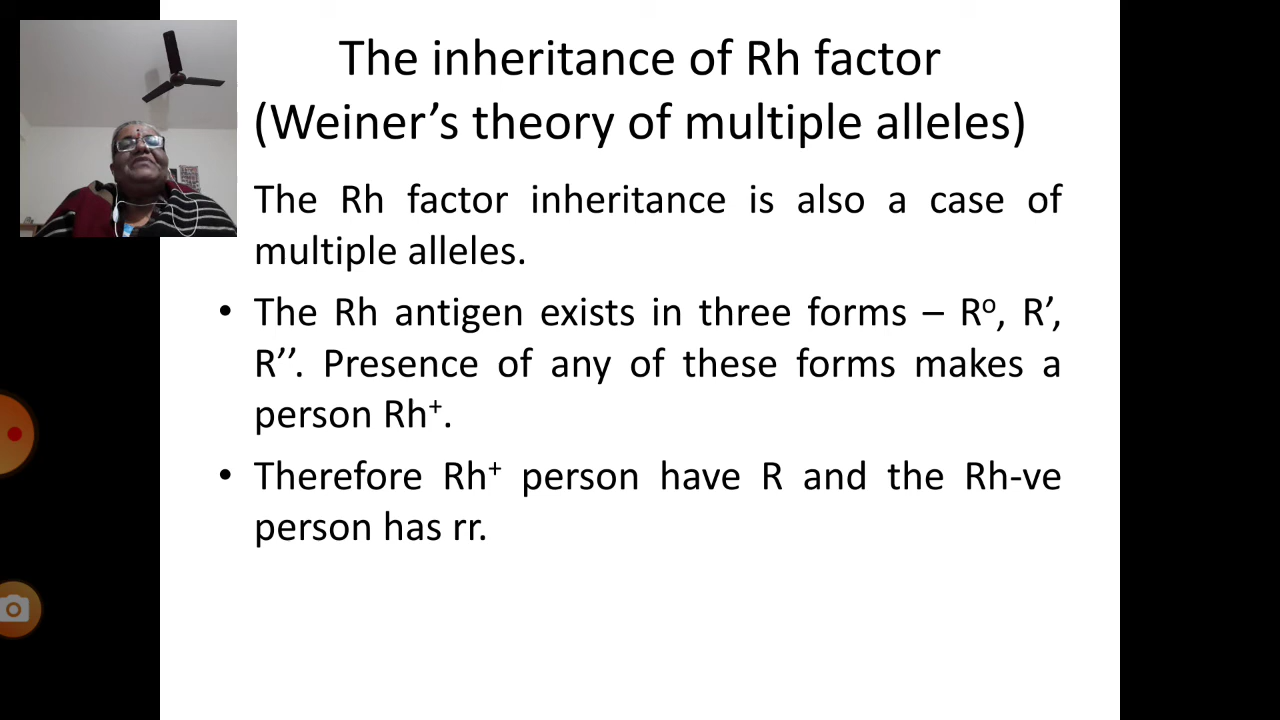 The inheritance of Rh factor
(Weiner’s theory of multiple alleles)
The Rh factor inheritance is also a case of
multiple alleles.
• The Rh antigen exists in three forms – Rᵒ, R’,
R’’. Presence of any of these forms makes a
person Rh⁺.
• Therefore Rh⁺ person have R and the Rh-ve
person has rr.